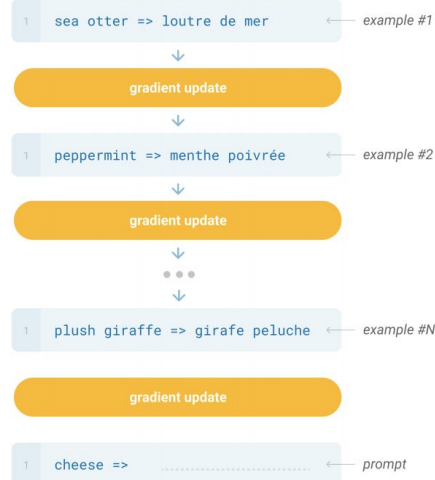 1 sea otter => loutre de mer example #1
gradient update
1 peppermint => menthe poivrée example #2
gradient update
1 plush giraffe => girafe peluche example #N
gradient update
1 cheese => prompt